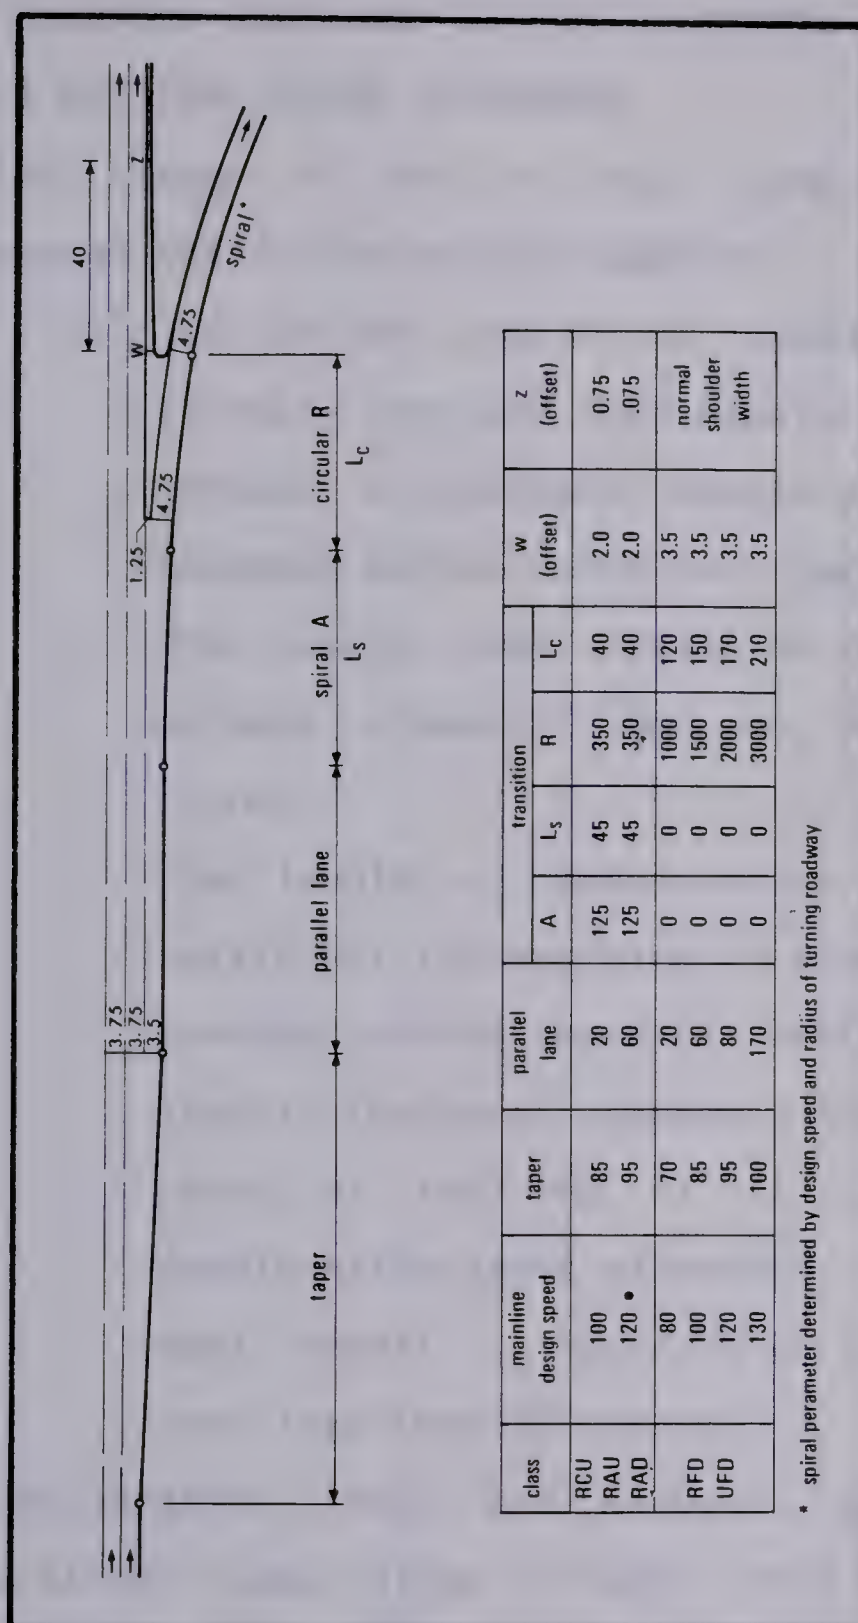 40
W
Z
3.75
3.75
3.5
1.25
4.75
4.75
spiral *
taper
parallel lane
spiral A
Ls
circular R
Lc
class mainline design speed taper parallel lane transition w (offset) z (offset)
A Ls R Lc
RCU
RAU 100 85 20 125 45 350 40 2.0 0.75
RAD 120 * 95 60 125 45 350 40 2.0 .075
80 70 20 0 0 1000 120 3.5 normal
RFD 100 85 60 0 0 1500 150 3.5 shoulder
UFD 120 95 80 0 0 2000 170 3.5 width
130 100 170 0 0 3000 210 3.5
* spiral perameter determined by design speed and radius of turning roadway